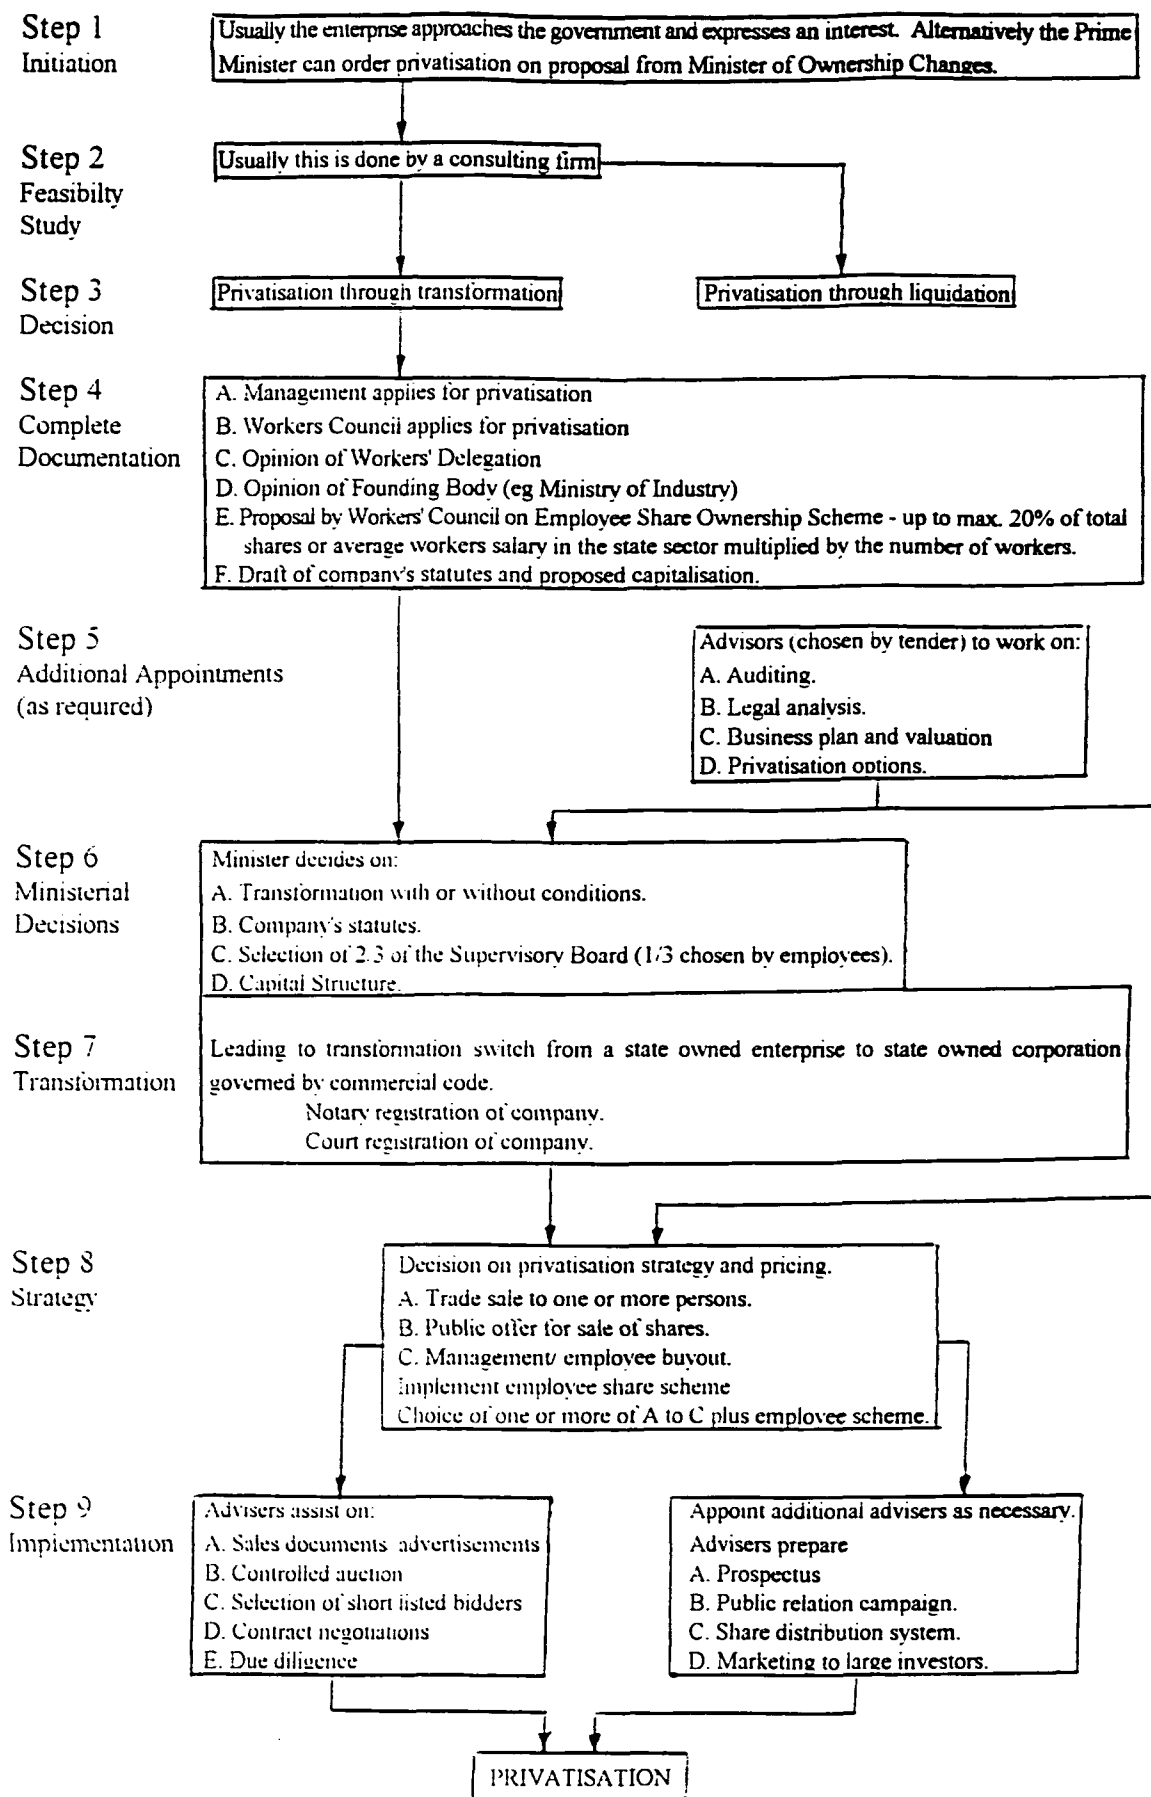 Step 1
Initiation
Usually the enterprise approaches the government and expresses an interest. Alternatively the Prime
Minister can order privatisation on proposal from Minister of Ownership Changes.
Step 2
Feasibilty
Study
Usually this is done by a consulting firm
Step 3
Decision
Privatisation through transformation
Privatisation through liquidation
Step 4
Complete
Documentation
A. Management applies for privatisation
B. Workers Council applies for privatisation
C. Opinion of Workers' Delegation
D. Opinion of Founding Body (eg Ministry of Industry)
E. Proposal by Workers' Council on Employee Share Ownership Scheme - up to max. 20% of total
shares or average workers salary in the state sector multiplied by the number of workers.
F. Draft of company's statutes and proposed capitalisation.
Step 5
Additional Appointments
(as required)
Advisors (chosen by tender) to work on:
A. Auditing.
B. Legal analysis.
C. Business plan and valuation
D. Privatisation options.
Step 6
Ministerial
Decisions
Minister decides on:
A. Transformation with or without conditions.
B. Company's statutes.
C. Selection of 2.3 of the Supervisory Board (1/3 chosen by employees).
D. Capital Structure.
Step 7
Transformation
Leading to transformation switch from a state owned enterprise to state owned corporation
governed by commercial code.
Notary registration of company.
Court registration of company.
Step 8
Strategy
Decision on privatisation strategy and pricing.
A. Trade sale to one or more persons.
B. Public offer for sale of shares.
C. Management/ employee buyout.
Implement employee share scheme
Choice of one or more of A to C plus employee scheme.
Step 9
Implementation
Advisers assist on:
A. Sales documents advertisements
B. Controlled auction
C. Selection of short listed bidders
D. Contract negotiations
E. Due diligence
Appoint additional advisers as necessary.
Advisers prepare
A. Prospectus
B. Public relation campaign.
C. Share distribution system.
D. Marketing to large investors.
PRIVATISATION